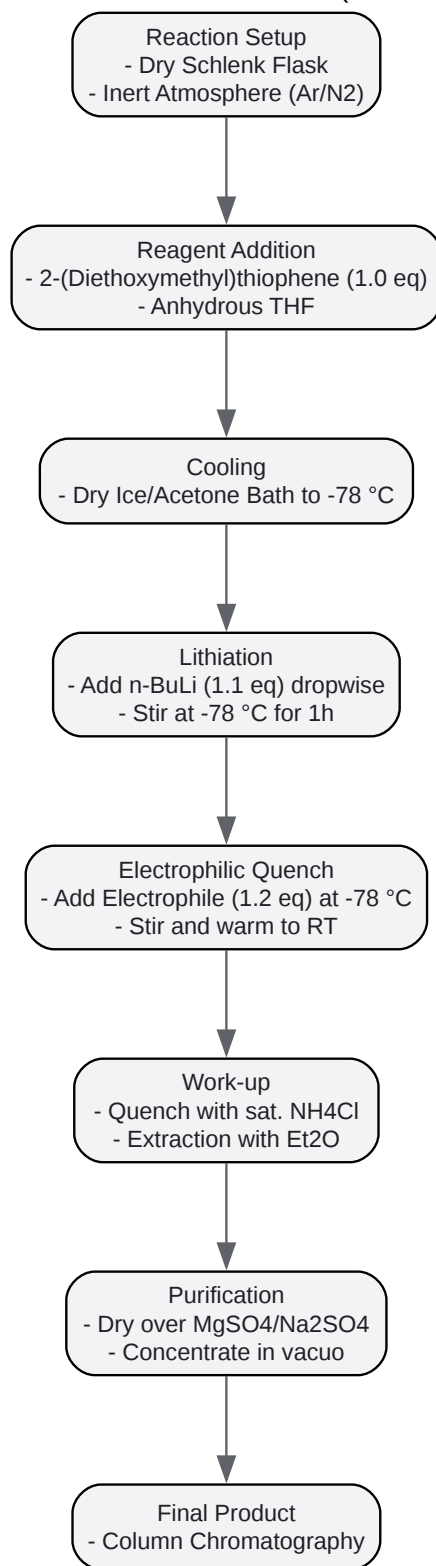 Reaction Setup
- Dry Schlenk Flask
- Inert Atmosphere (Ar/N2)
Reagent Addition
- 2-(Diethoxymethyl)thiophene (1.0 eq)
- Anhydrous THF
Cooling
- Dry Ice/Acetone Bath to -78 °C
Lithiation
- Add n-BuLi (1.1 eq) dropwise
- Stir at -78 °C for 1h
Electrophilic Quench
- Add Electrophile (1.2 eq) at -78 °C
- Stir and warm to RT
Work-up
- Quench with sat. NH4Cl
- Extraction with Et2O
Purification
- Dry over MgSO4/Na2SO4
- Concentrate in vacuo
Final Product
- Column Chromatography